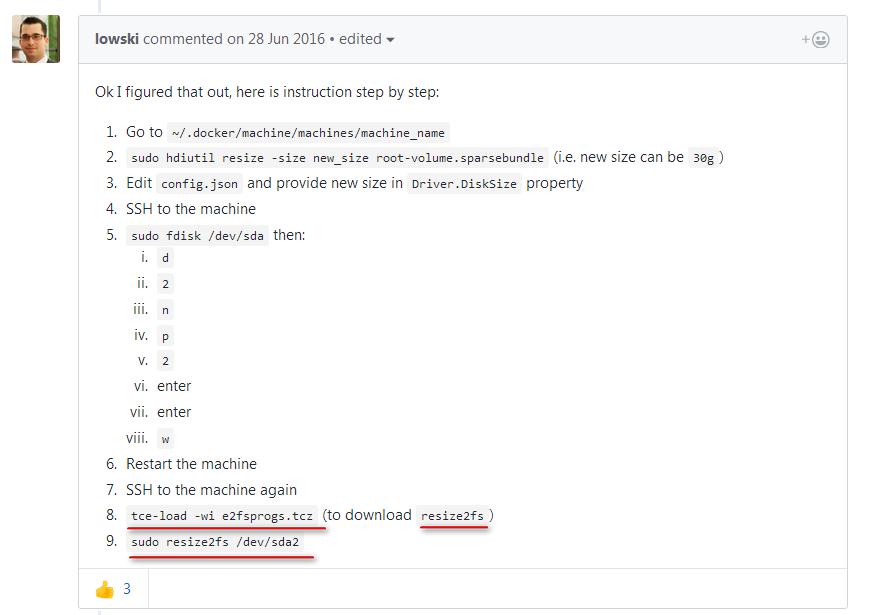 lowski commented on 28 Jun 2016 • edited
Ok I figured that out, here is instruction step by step:
1. Go to ~/.docker/machine/machines/machine_name
2. sudo hdiutil resize -size new_size root-volume.sparsebundle (i.e. new size can be 30g )
3. Edit config.json and provide new size in Driver.DiskSize property
4. SSH to the machine
5. sudo fdisk /dev/sda then:
i. d
ii. 2
iii. n
iv. p
v. 2
vi. enter
vii. enter
viii. w
6. Restart the machine
7. SSH to the machine again
8. tce-load -wi e2fsprogs.tcz (to download resize2fs )
9. sudo resize2fs /dev/sda2
3